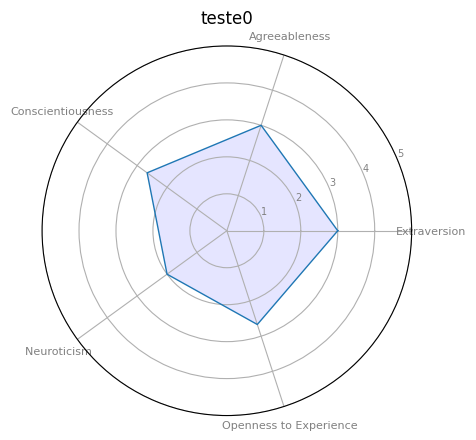 teste0
Agreeableness
Conscientiousness
5
4
3
2
1
Extraversion
Neuroticism
Openness to Experience